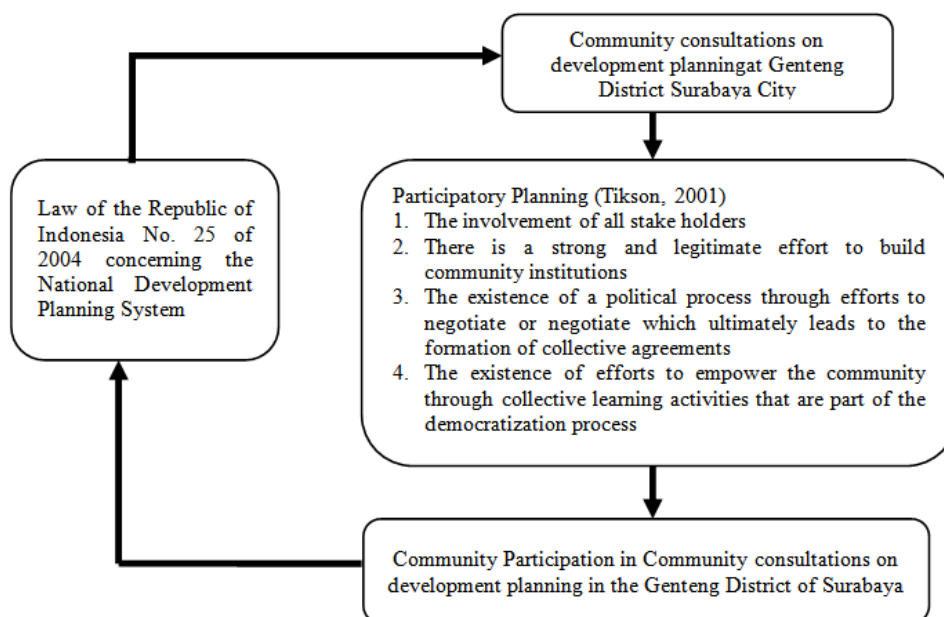 Community consultations on
development planningat Genteng
District Surabaya City
Law of the Republic of
Indonesia No. 25 of
2004 concerning the
National Development
Planning System
Participatory Planning (Tikson, 2001)
1. The involvement of all stake holders
2. There is a strong and legitimate effort to build
community institutions
3. The existence of a political process through efforts to
negotiate or negotiate which ultimately leads to the
formation of collective agreements
4. The existence of efforts to empower the community
through collective learning activities that are part of the
democratization process
Community Participation in Community consultations on
development planning in the Genteng District of Surabaya